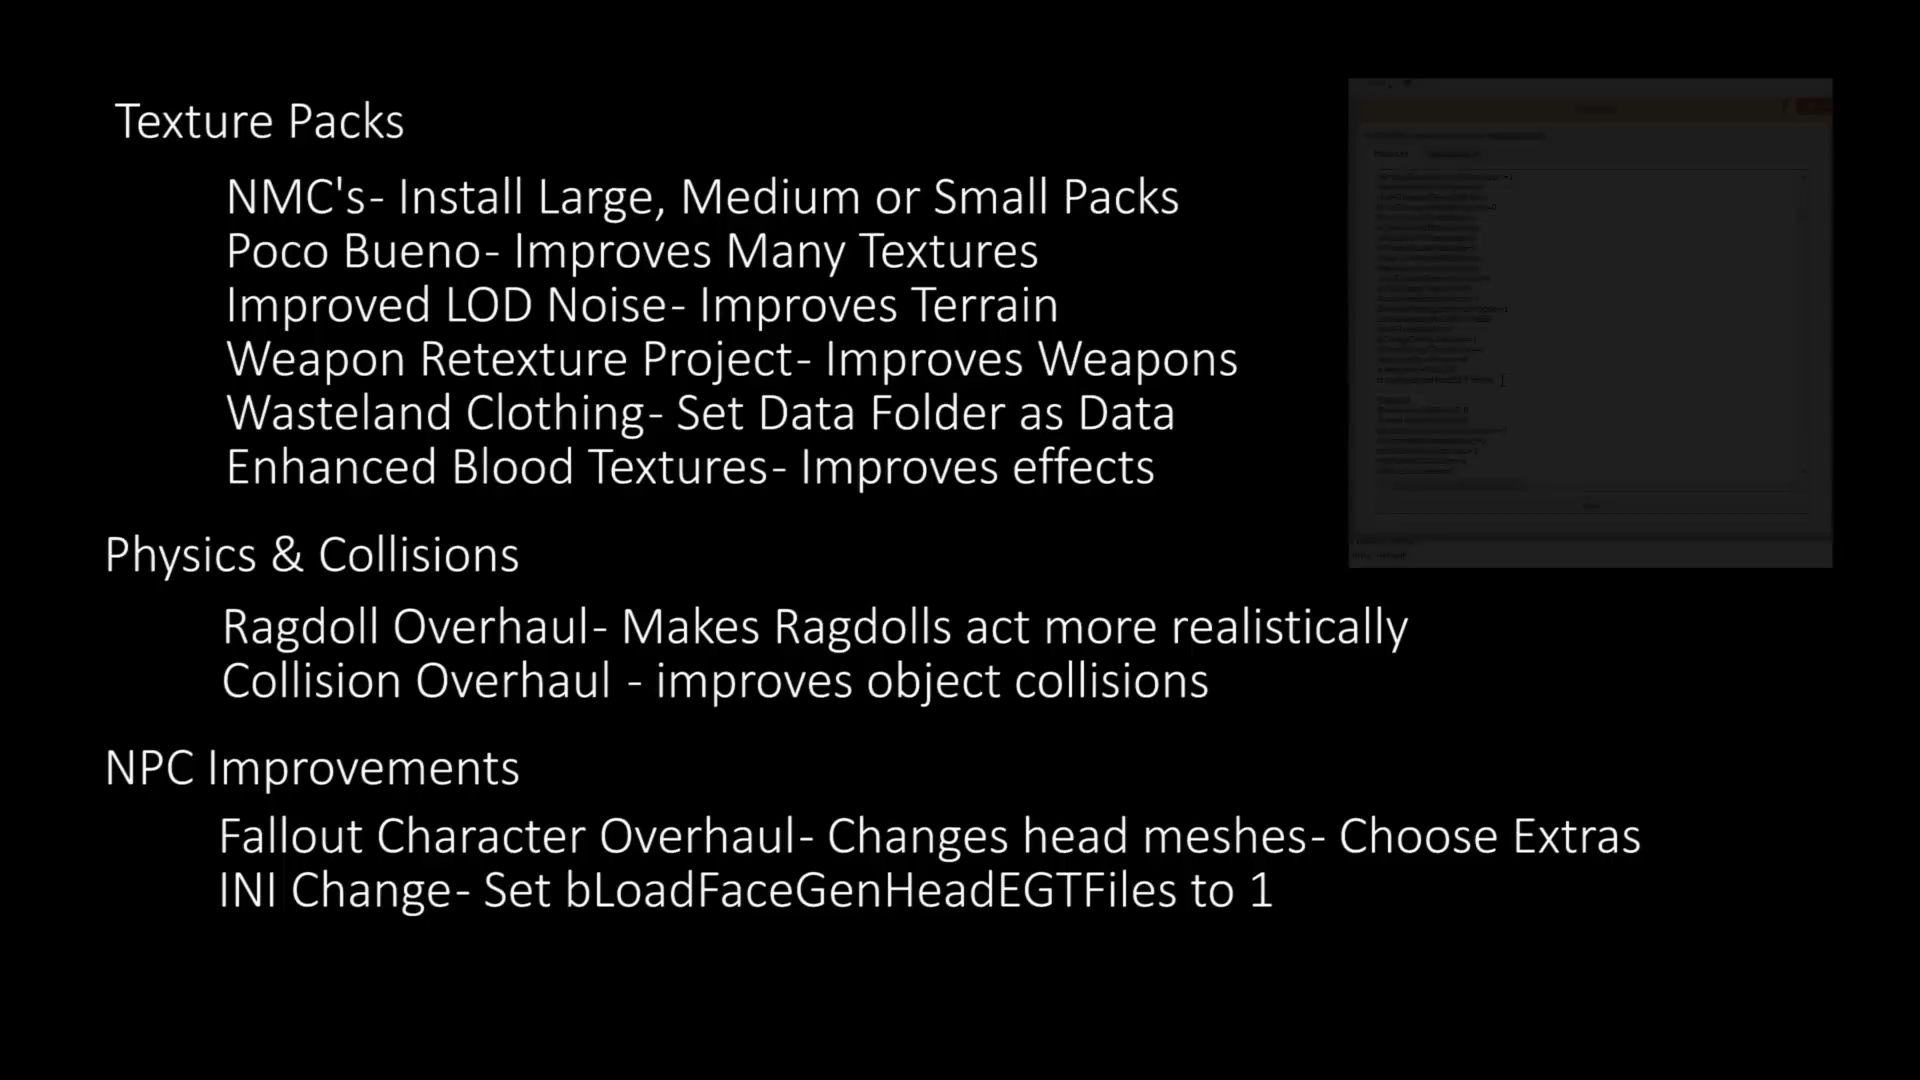 Texture Packs
NMC's- Install Large, Medium or Small Packs
Poco Bueno- Improves Many Textures
Improved LOD Noise- Improves Terrain
Weapon Retexture Project- Improves Weapons
Wasteland Clothing- Set Data Folder as Data
Enhanced Blood Textures- Improves effects
Physics & Collisions
Ragdoll Overhaul- Makes Ragdolls act more realistically
Collision Overhaul - improves object collisions
NPC Improvements
Fallout Character Overhaul- Changes head meshes- Choose Extras
INI Change- Set bLoadFaceGenHeadEGTFiles to 1